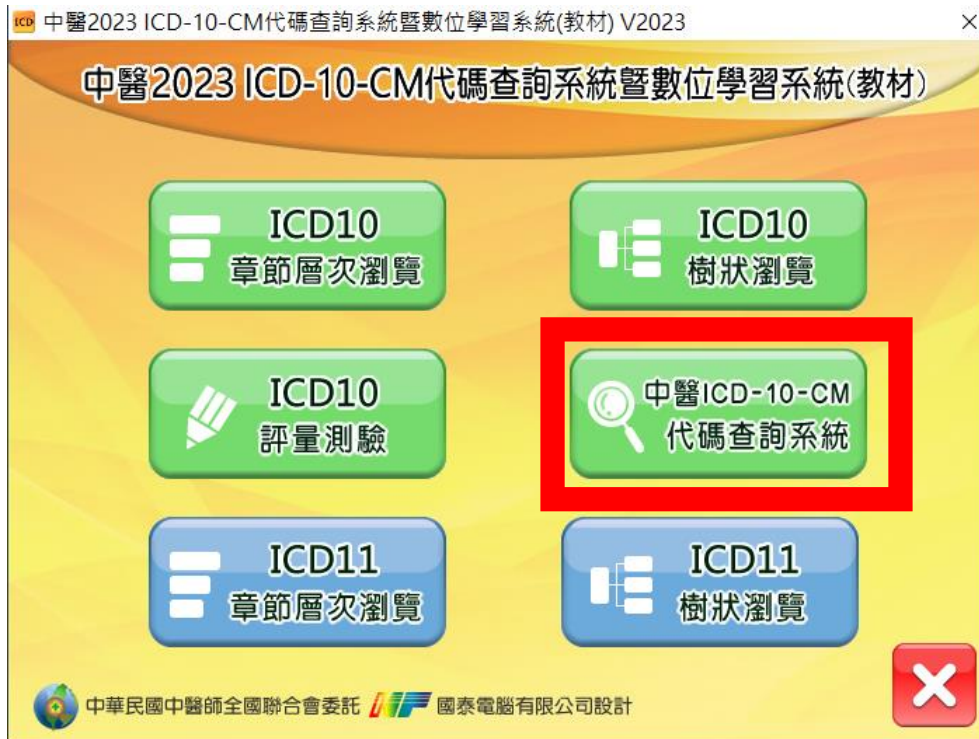 中醫2023 ICD-10-CM代碼查詢系統暨數位學習系統(教材) V2023
中醫2023 ICD-10-CM代碼查詢系統暨數位學習系統(教材)
ICD10
章節層次瀏覽
ICD10
樹狀瀏覽
ICD10
評量測驗
中醫ICD-10-CM
代碼查詢系統
ICD11
章節層次瀏覽
ICD11
樹狀瀏覽
中華民國中醫師全國聯合會委託 國泰電腦有限公司設計